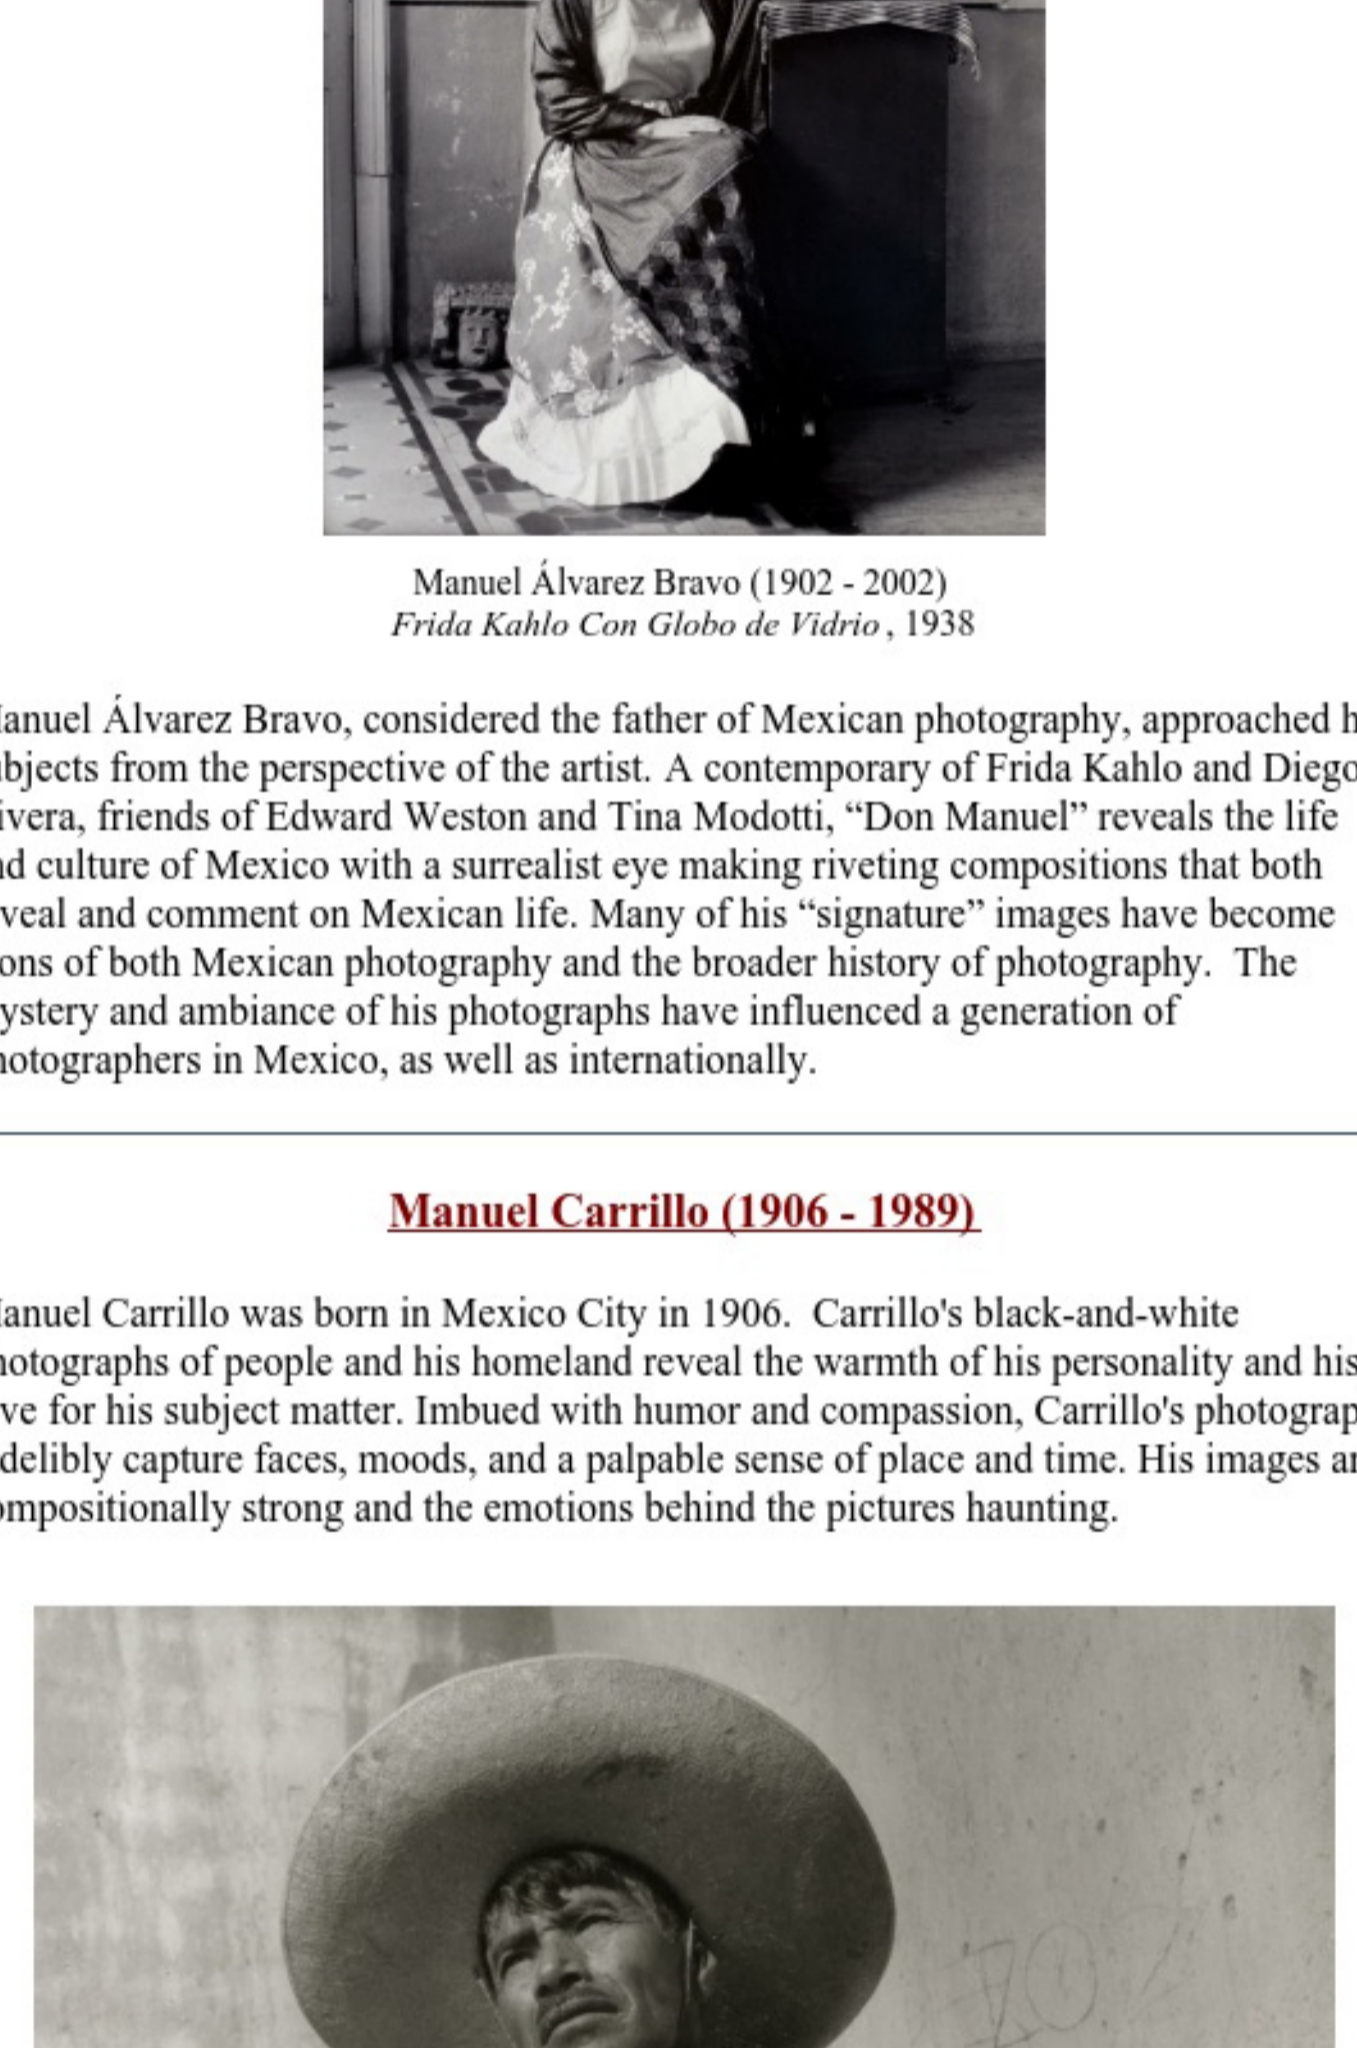 Manuel Álvarez Bravo (1902 - 2002)
Frida Kahlo Con Globo de Vidrio, 1938
anuel Álvarez Bravo, considered the father of Mexican photography, approached h
bjects from the perspective of the artist. A contemporary of Frida Kahlo and Diego
ivera, friends of Edward Weston and Tina Modotti, “Don Manuel” reveals the life
nd culture of Mexico with a surrealist eye making riveting compositions that both
veal and comment on Mexican life. Many of his “signature” images have become
ons of both Mexican photography and the broader history of photography.  The
ystery and ambiance of his photographs have influenced a generation of
hotographers in Mexico, as well as internationally.
Manuel Carrillo (1906 - 1989)
anuel Carrillo was born in Mexico City in 1906.  Carrillo's black-and-white
hotographs of people and his homeland reveal the warmth of his personality and his
ve for his subject matter. Imbued with humor and compassion, Carrillo's photograp
delibly capture faces, moods, and a palpable sense of place and time. His images ar
ompositionally strong and the emotions behind the pictures haunting.